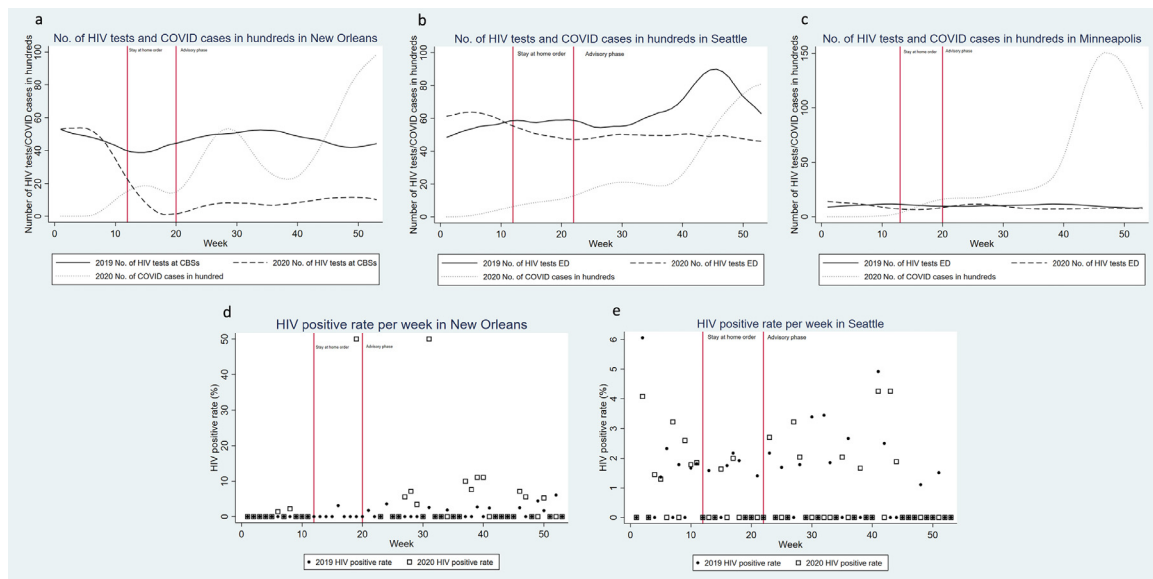 a
No. of HIV tests and COVID cases in hundreds in New Orleans
Number of HIV tests/COVID cases in hundreds
100
80
60
40
20
0
Stay at home order
Advisory phase
0 10 20 30 40 50
Week
2019 No. of HIV tests at CBSs
2020 No. of HIV tests at CBSs
2020 No. of COVID cases in hundred
b
No. of HIV tests and COVID cases in hundreds in Seattle
Number of HIV tests/COVID cases in hundreds
100
80
60
40
20
0
Stay at home order
Advisory phase
0 10 20 30 40 50
Week
2019 No. of HIV tests ED
2020 No. of HIV tests ED
2020 No. of COVID cases in hundreds
c
No. of HIV tests and COVID cases in hundreds in Minneapolis
Number of HIV tests/COVID cases in hundreds
150
100
50
0
Stay at home order
Advisory phase
0 10 20 30 40 50
Week
2019 No. of HIV tests ED
2020 No. of HIV tests ED
2020 No. of COVID cases in hundreds
d
HIV positive rate per week in New Orleans
HIV positive rate (%)
50
40
30
20
10
0
Stay at home order
Advisory phase
0 10 20 30 40 50
Week
2019 HIV positive rate
2020 HIV positive rate
e
HIV positive rate per week in Seattle
HIV positive rate (%)
6
5
4
3
2
1
0
Stay at home order
Advisory phase
0 10 20 30 40 50
Week
2019 HIV positive rate
2020 HIV positive rate